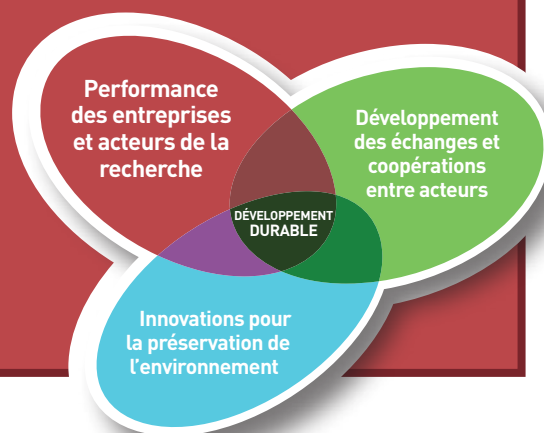 Performance
des entreprises
et acteurs de la
recherche
Développement
des échanges et
coopérations
entre acteurs
DÉVELOPPEMENT
DURABLE
Innovations pour
la préservation de
l’environnement